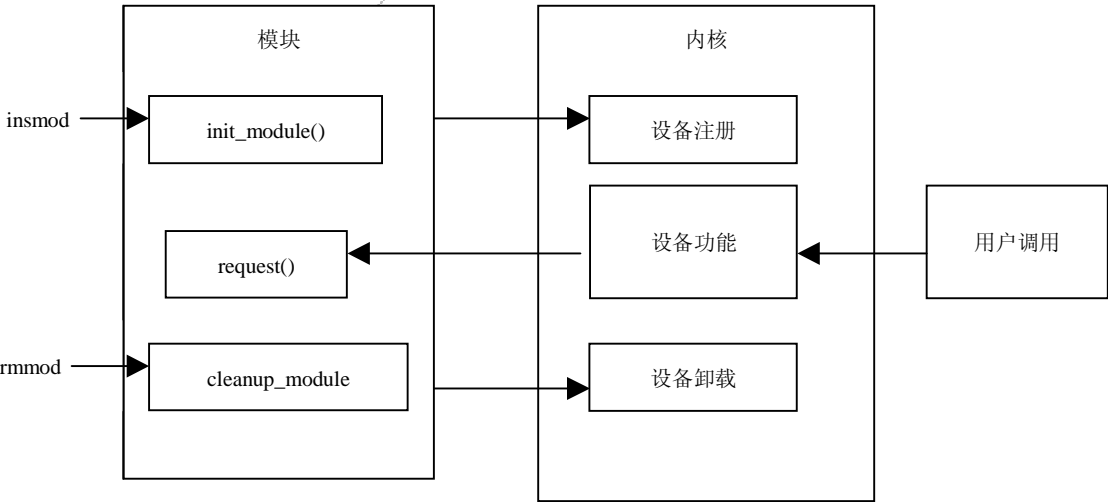 模块
内核
insmod
init_module()
设备注册
request()
设备功能
用户调用
rmmod
cleanup_module
设备卸载